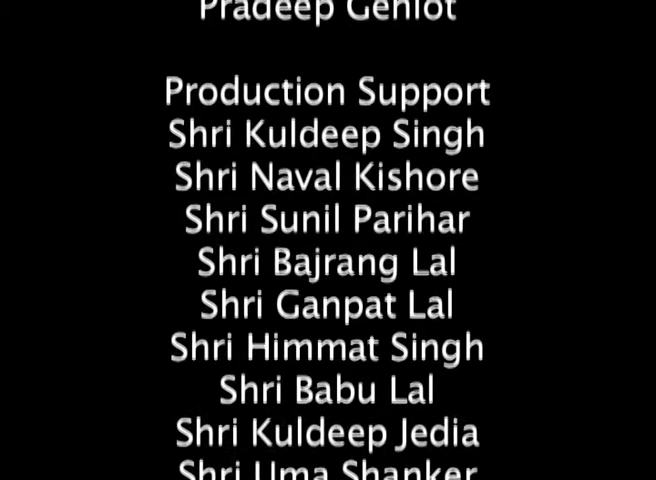 Pradeep Gehlot
Production Support
Shri Kuldeep Singh
Shri Naval Kishore
Shri Sunil Parihar
Shri Bajrang Lal
Shri Ganpat Lal
Shri Himmat Singh
Shri Babu Lal
Shri Kuldeep Jedia
Shri Uma Shanker